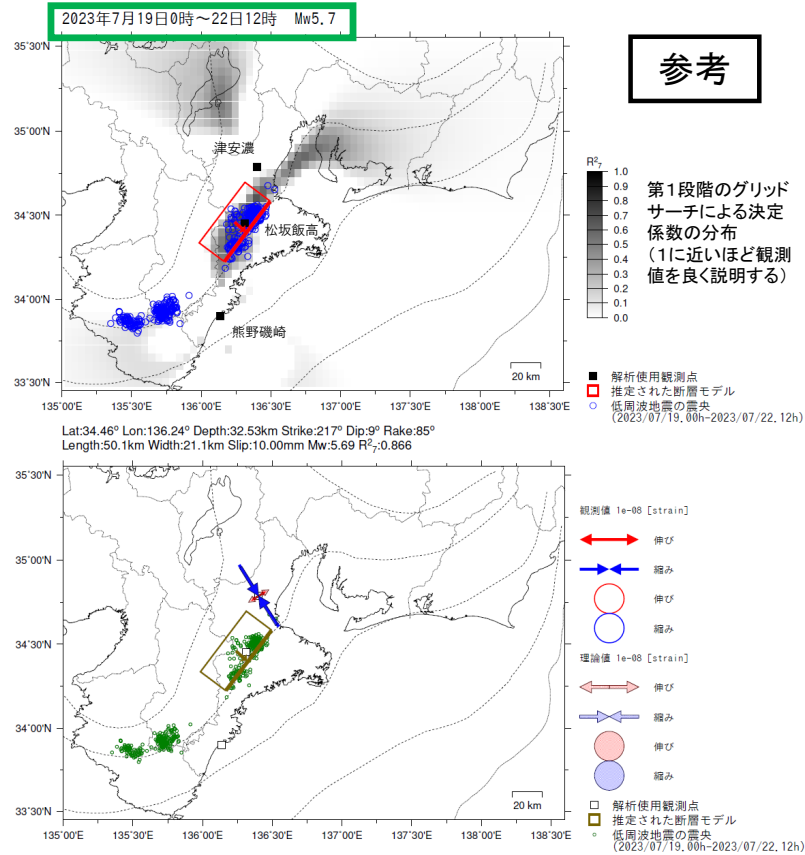 2023年7月19日0時～22日12時 Mw5.7
参考
35˚30'N
35˚00'N
34˚30'N
34˚00'N
33˚30'N
津安濃
松坂飯高
熊野磯崎
20 km
135˚00'E 135˚30'E 136˚00'E 136˚30'E 137˚00'E 137˚30'E 138˚00'E 138˚30'E
R²₇
1.0
0.9
0.8
0.7
0.6
0.5
0.4
0.3
0.2
0.1
0.0
第1段階のグリッド
サーチによる決定
係数の分布
（1に近いほど観測
値を良く説明する）
解析使用観測点
推定された断層モデル
低周波地震の震央
(2023/07/19.00h-2023/07/22.12h)
Lat:34.46° Lon:136.24° Depth:32.53km Strike:217° Dip:9° Rake:85°
Length:50.1km Width:21.1km Slip:10.00mm Mw:5.69 R²₇:0.866
35˚30'N
35˚00'N
34˚30'N
34˚00'N
33˚30'N
20 km
135˚00'E 135˚30'E 136˚00'E 136˚30'E 137˚00'E 137˚30'E 138˚00'E 138˚30'E
観測値 1e-08 [strain]
伸び
縮み
伸び
縮み
理論値 1e-08 [strain]
伸び
縮み
伸び
縮み
解析使用観測点
推定された断層モデル
低周波地震の震央
(2023/07/19.00h-2023/07/22.12h)